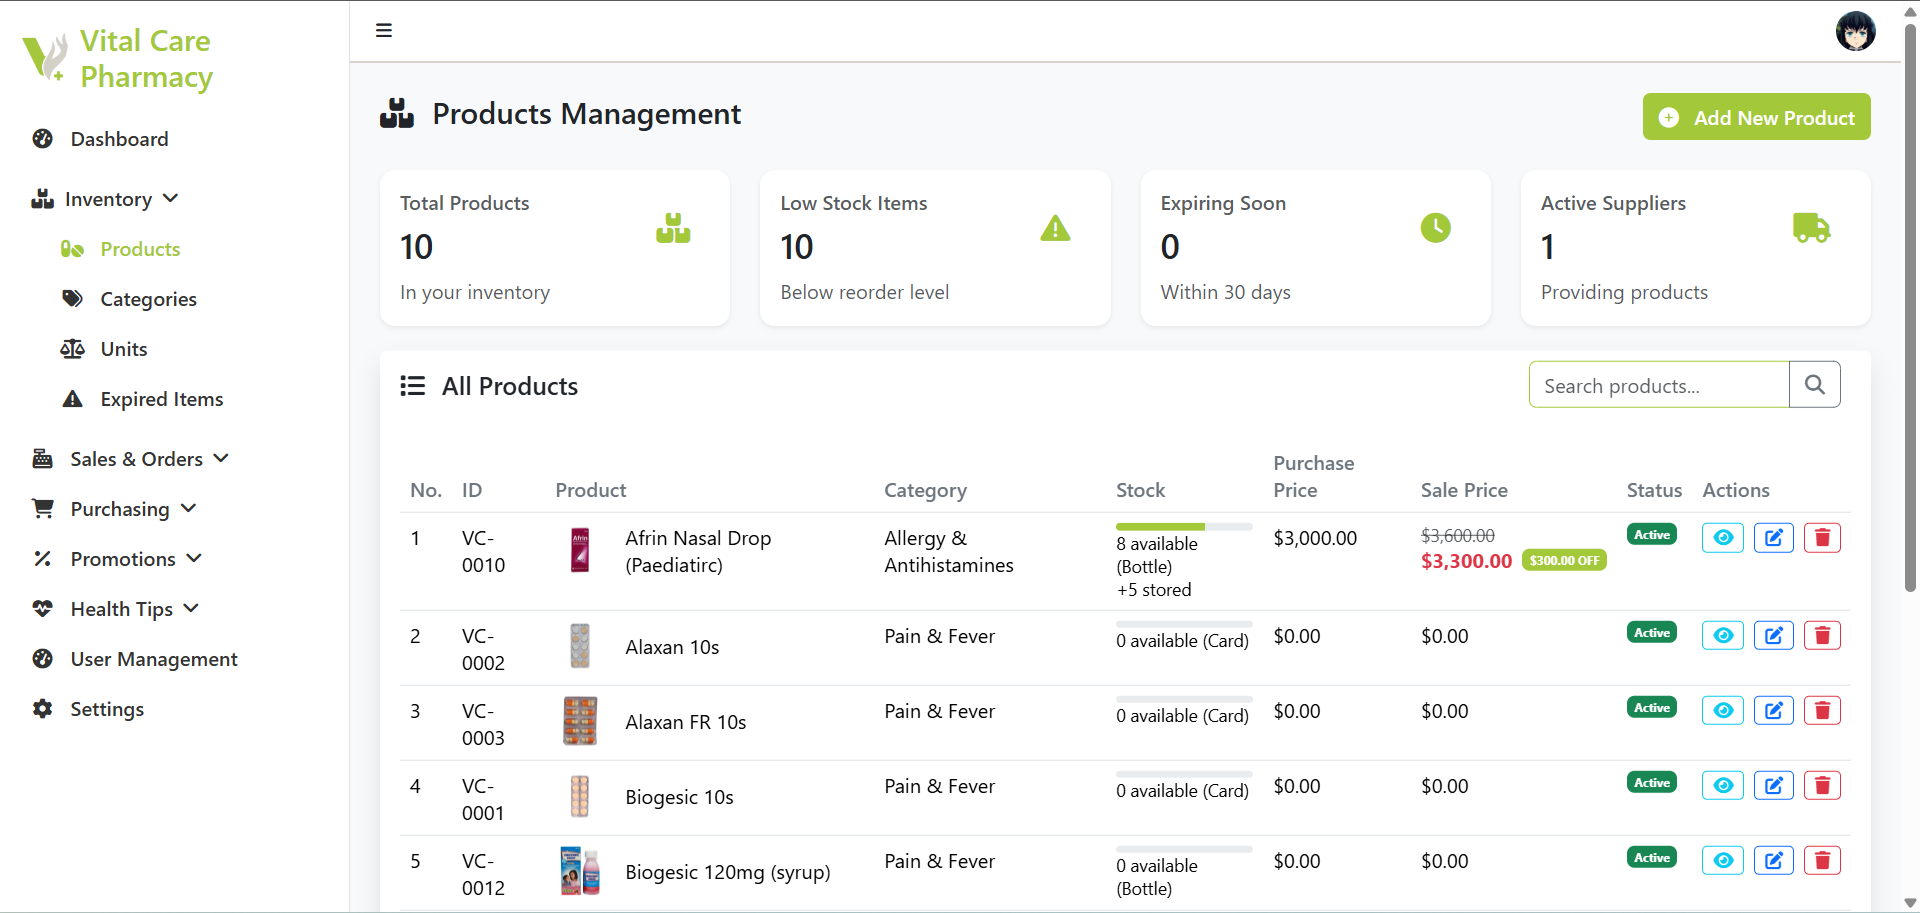 Vital Care
Pharmacy
Dashboard
Inventory
Products
Categories
Units
Expired Items
Sales & Orders
Purchasing
Promotions
Health Tips
User Management
Settings
Products Management
Add New Product
Total Products
10
In your inventory
Low Stock Items
10
Below reorder level
Expiring Soon
0
Within 30 days
Active Suppliers
1
Providing products
All Products
Search products...
No. ID Product Category Stock Purchase Price Sale Price Status Actions
1 VC-0010 Afrin Nasal Drop (Paediatirc) Allergy & Antihistamines 8 available (Bottle) +5 stored $3,000.00 $3,600.00 $3,300.00 $300.00 OFF Active
2 VC-0002 Alaxan 10s Pain & Fever 0 available (Card) $0.00 $0.00 Active
3 VC-0003 Alaxan FR 10s Pain & Fever 0 available (Card) $0.00 $0.00 Active
4 VC-0001 Biogesic 10s Pain & Fever 0 available (Card) $0.00 $0.00 Active
5 VC-0012 Biogesic 120mg (syrup) Pain & Fever 0 available (Bottle) $0.00 $0.00 Active